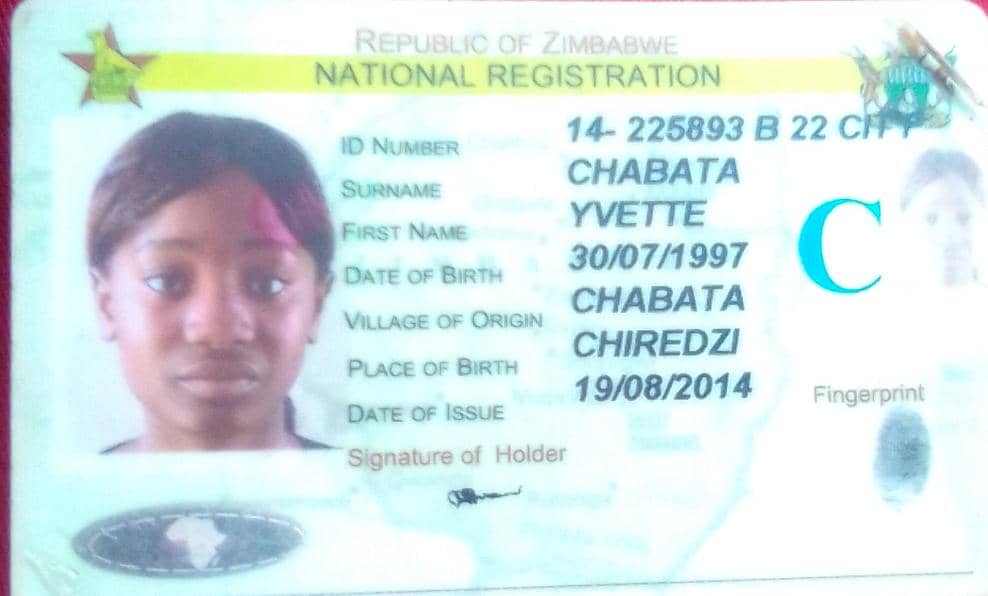 REPUBLIC OF ZIMBABWE
NATIONAL REGISTRATION
ID NUMBER 14- 225893 B 22 CIT F
SURNAME CHABATA
FIRST NAME YVETTE
DATE OF BIRTH 30/07/1997
VILLAGE OF ORIGIN CHABATA
PLACE OF BIRTH CHIREDZI
DATE OF ISSUE 19/08/2014
C
Fingerprint
Signature of Holder